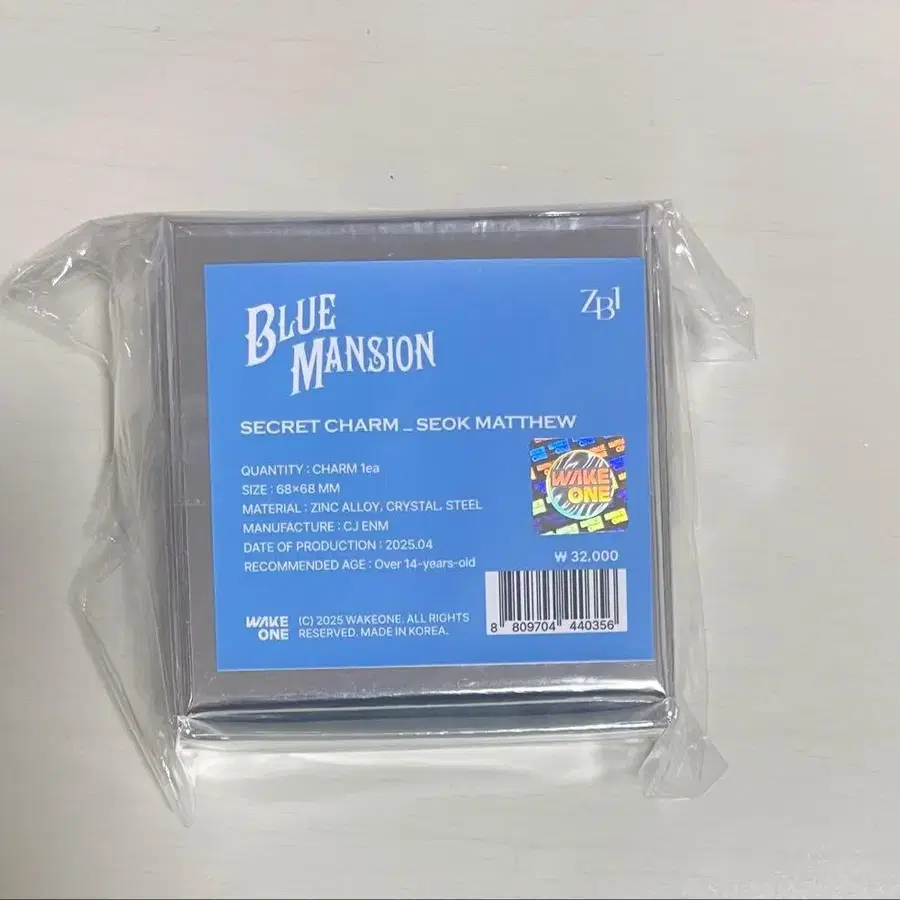 BLUE
MANSION
ZB1
SECRET CHARM _ SEOK MATTHEW
QUANTITY : CHARM 1ea
SIZE : 68×68 MM
MATERIAL : ZINC ALLOY, CRYSTAL, STEEL
MANUFACTURE : CJ ENM
DATE OF PRODUCTION : 2025.04
RECOMMENDED AGE : Over 14-years-old
WAKE
ONE
₩ 32.000
8 809704 440356
WAKE
ONE
(C) 2025 WAKEONE. ALL RIGHTS
RESERVED. MADE IN KOREA.